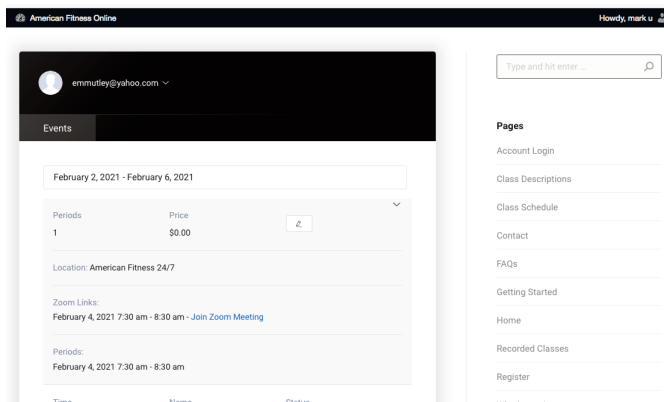 American Fitness Online
Howdy, mark u
emmutley@yahoo.com
Events
February 2, 2021 - February 6, 2021
Periods Price
1 $0.00
Location: American Fitness 24/7
Zoom Links:
February 4, 2021 7:30 am - 8:30 am - Join Zoom Meeting
Periods:
February 4, 2021 7:30 am - 8:30 am
Time Name Status
Type and hit enter ...
Pages
Account Login
Class Descriptions
Class Schedule
Contact
FAQs
Getting Started
Home
Recorded Classes
Register